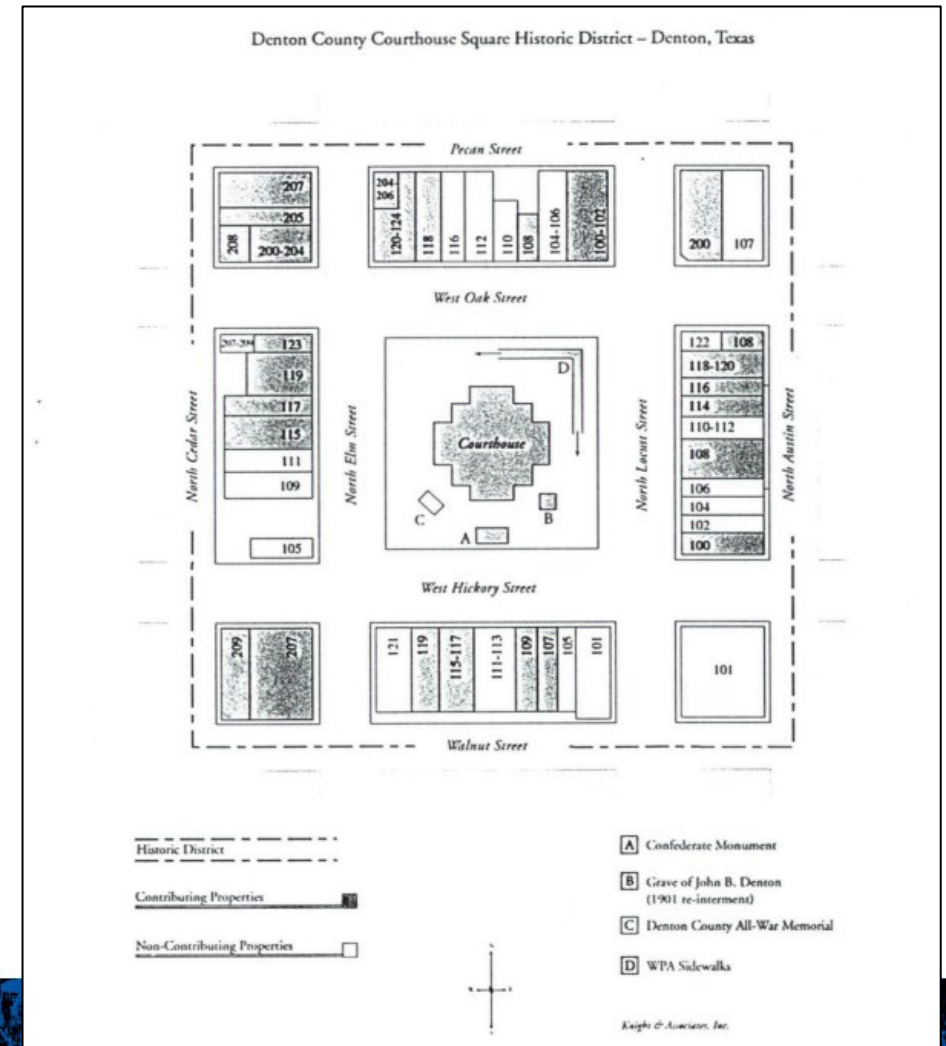 Denton County Courthouse Square Historic District – Denton, Texas
Pecan Street
207
205
208
200-204
204-
206
120-124
118
116
112
110
108
104-106
100-102
200
107
West Oak Street
North Cedar Street
123
119
117
115
111
109
105
North Elm Street
Courthouse
D
C
B
A
North Locust Street
122
108
118-120
116
114
110-112
108
106
104
102
100
North Austin Street
West Hickory Street
209
207
121
119
115-117
111-113
109
107
105
101
101
Walnut Street
Historic District
Contributing Properties
Non-Contributing Properties
A Confederate Monument
B Grave of John B. Denton
(1901 re-interment)
C Denton County All-War Memorial
D WPA Sidewalks
Knight & Associates, Inc.